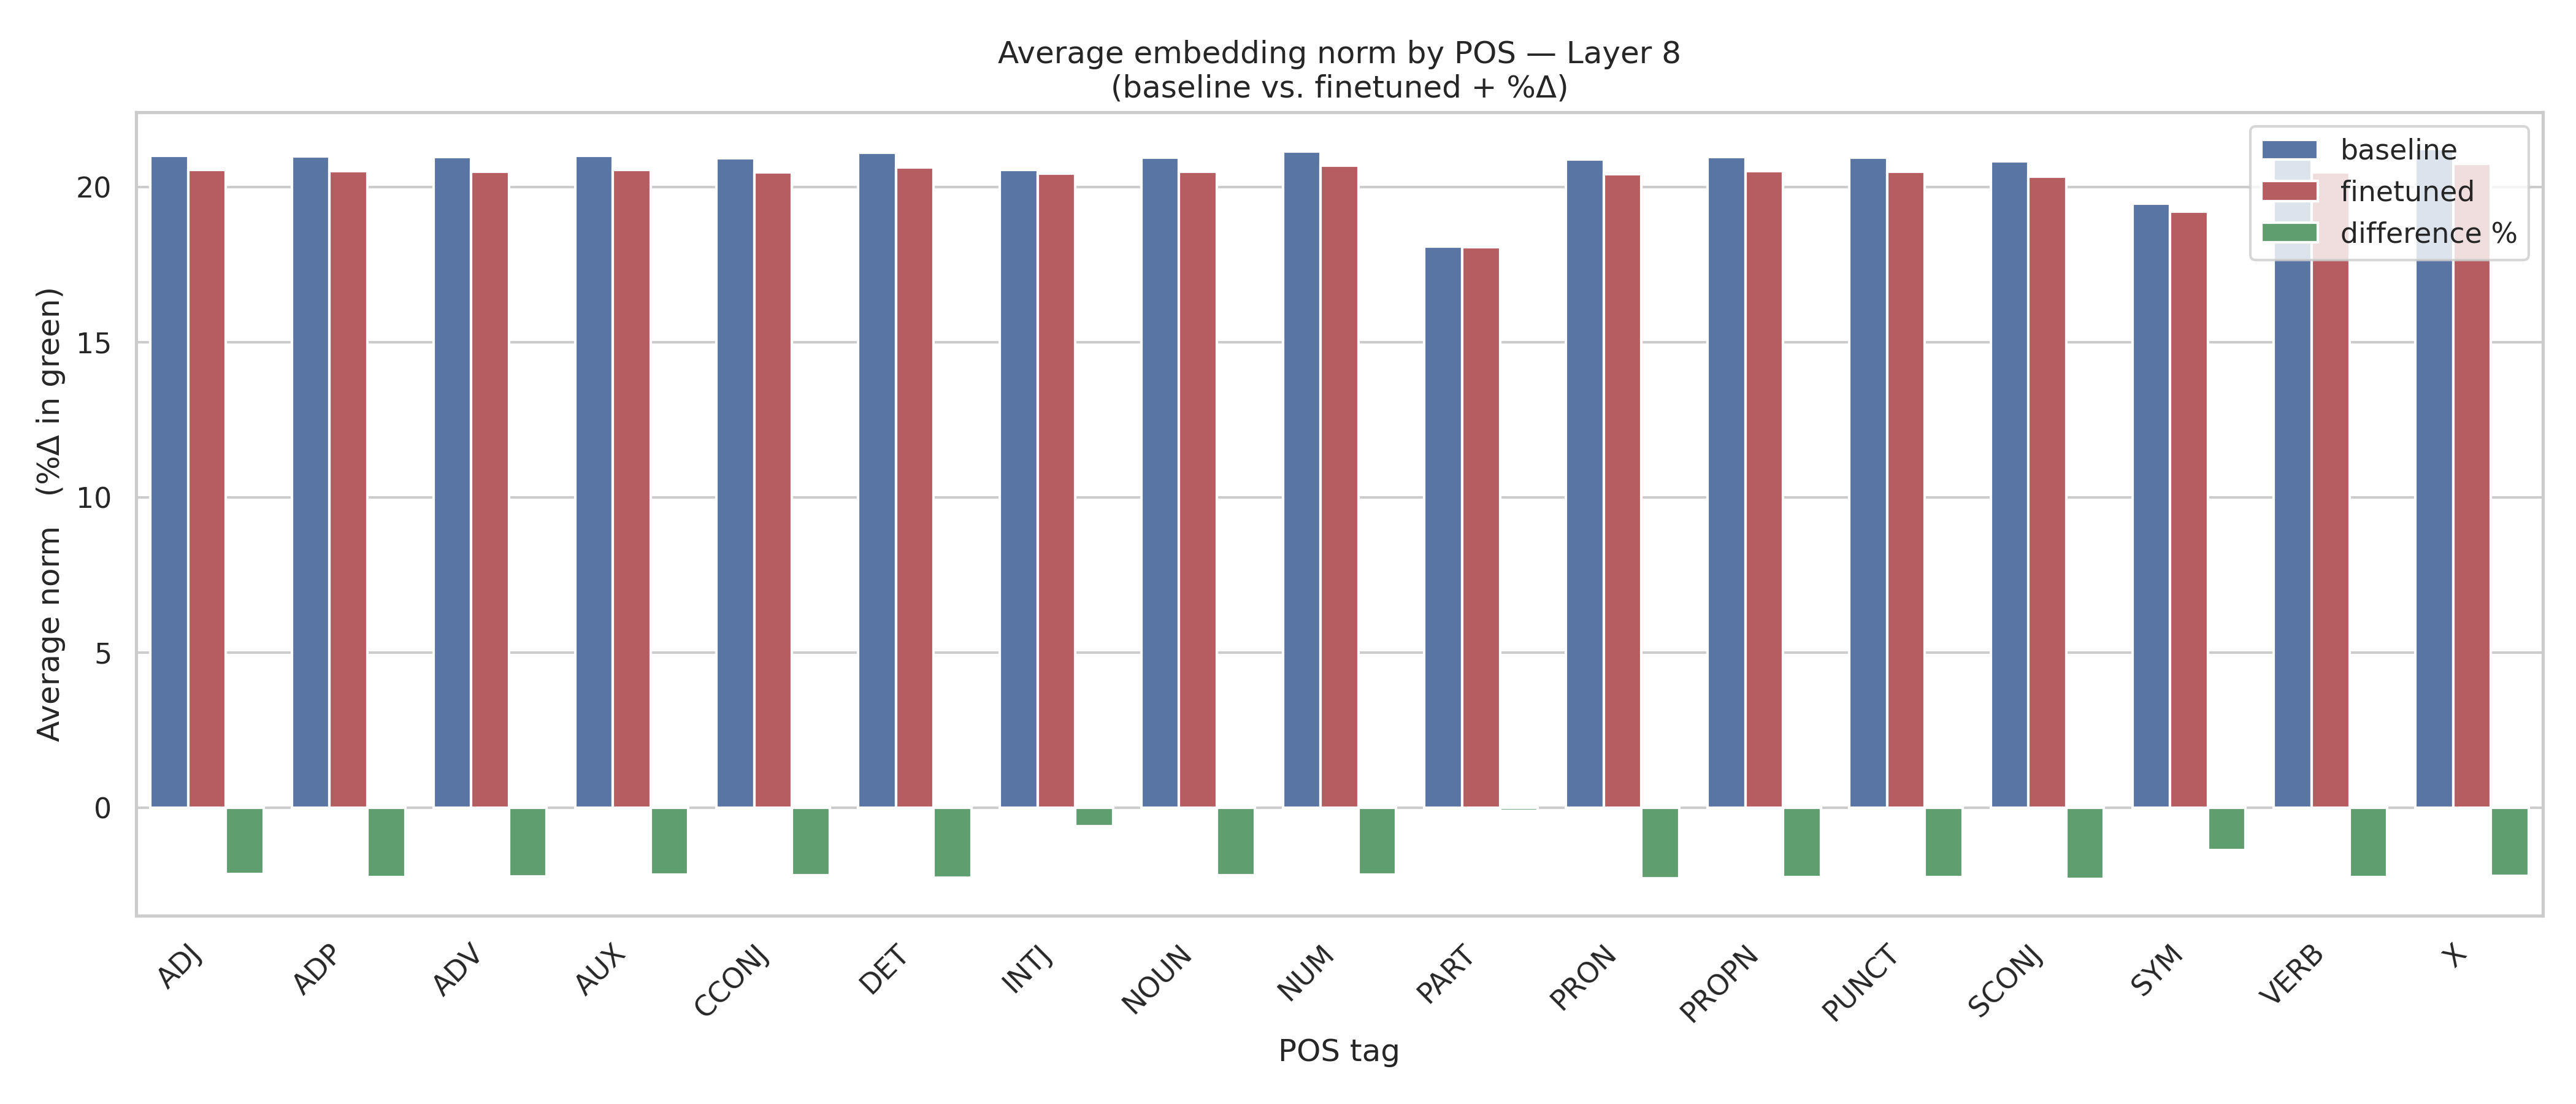 Average embedding norm by POS — Layer 8
(baseline vs. finetuned + %Δ)
baseline
finetuned
difference %
Average norm (%Δ in green)
20
15
10
5
0
ADJ
ADP
ADV
AUX
CCONJ
DET
INTJ
NOUN
NUM
PART
PRON
PROPN
PUNCT
SCONJ
SYM
VERB
X
POS tag